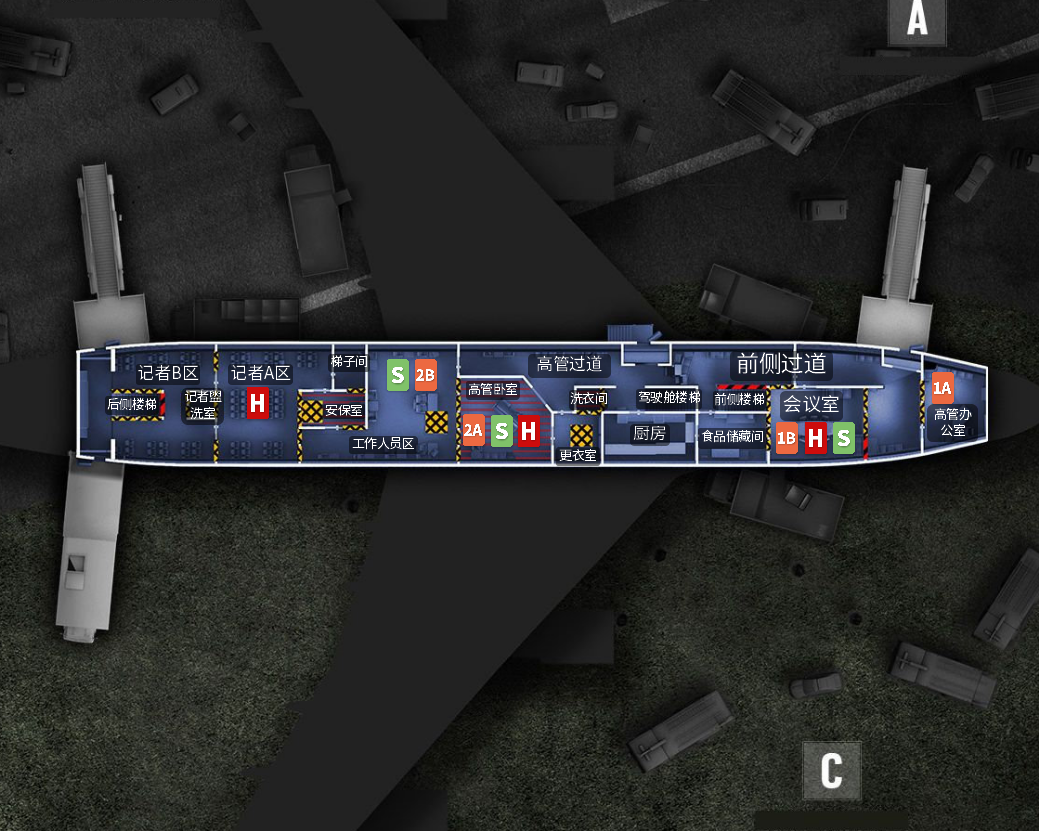 A
记者B区
记者A区
梯子间
S
2B
高管过道
前侧过道
后侧楼梯
记者盥
洗室
H
安保室
高管卧室
洗衣间
驾驶舱楼梯
前侧楼梯
会议室
1A
高管办
公室
工作人员区
2A
S
H
更衣室
厨房
食品储藏间
1B
H
S
C